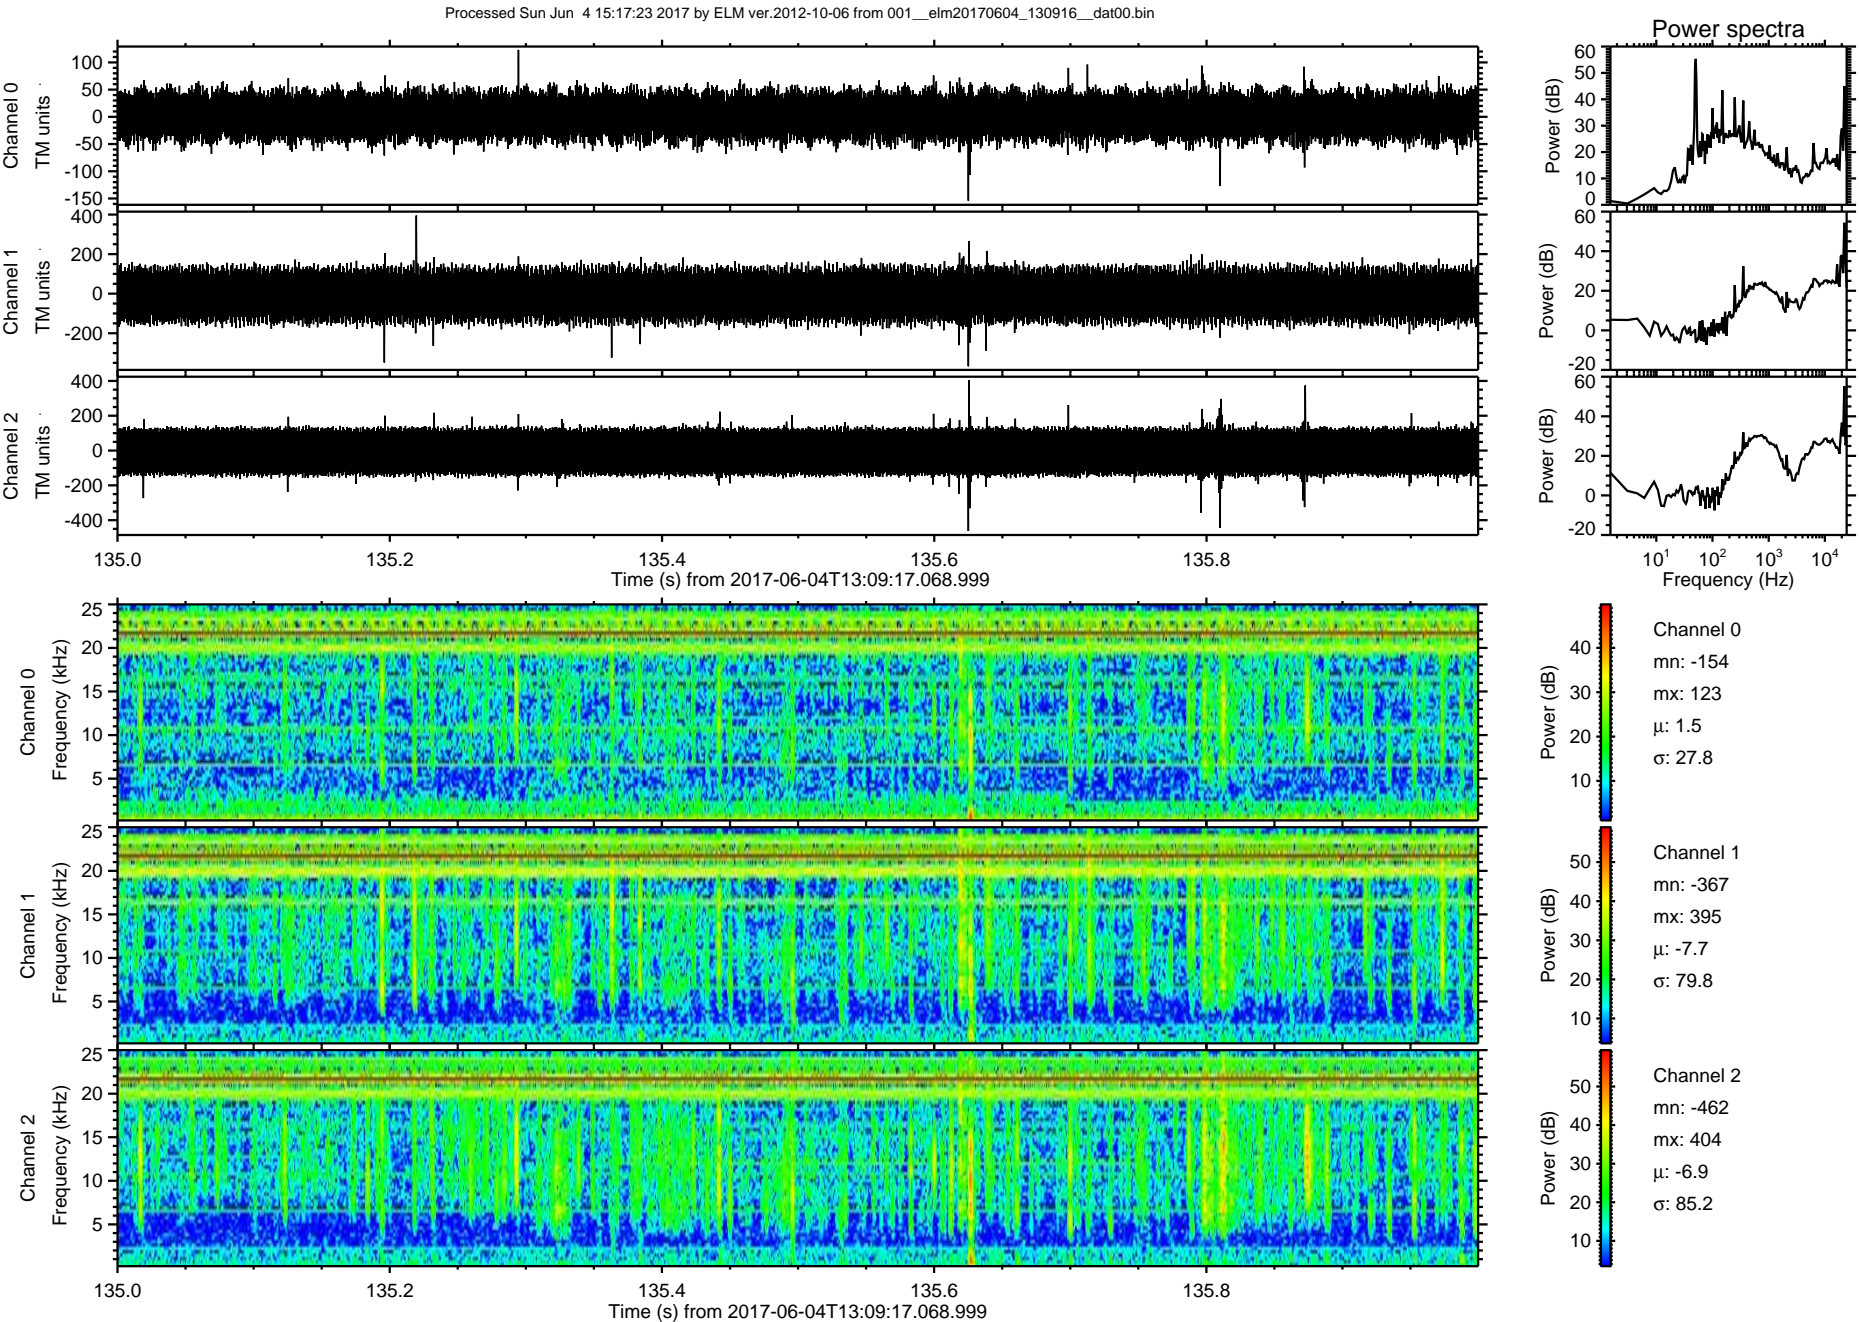 Processed Sun Jun  4 15:17:23 2017 by ELM ver.2012-10-06 from 001__elm20170604_130916__dat00.bin
Power spectra
Channel 0
TM units
100
50
0
-50
-100
-150
Power (dB)
60
50
40
30
20
10
0
Channel 1
TM units
400
200
0
-200
Power (dB)
60
40
20
0
-20
Channel 2
TM units
400
200
0
-200
-400
Power (dB)
60
40
20
0
-20
135.0 135.2 135.4 135.6 135.8
Time (s) from 2017-06-04T13:09:17.068.999
10¹ 10² 10³ 10⁴
Frequency (Hz)
Channel 0
Frequency (kHz)
25
20
15
10
5
Power (dB)
40
30
20
10
Channel 0
mn: -154
mx: 123
μ: 1.5
σ: 27.8
Channel 1
Frequency (kHz)
25
20
15
10
5
Power (dB)
50
40
30
20
10
Channel 1
mn: -367
mx: 395
μ: -7.7
σ: 79.8
Channel 2
Frequency (kHz)
25
20
15
10
5
Power (dB)
50
40
30
20
10
Channel 2
mn: -462
mx: 404
μ: -6.9
σ: 85.2
135.0 135.2 135.4 135.6 135.8
Time (s) from 2017-06-04T13:09:17.068.999